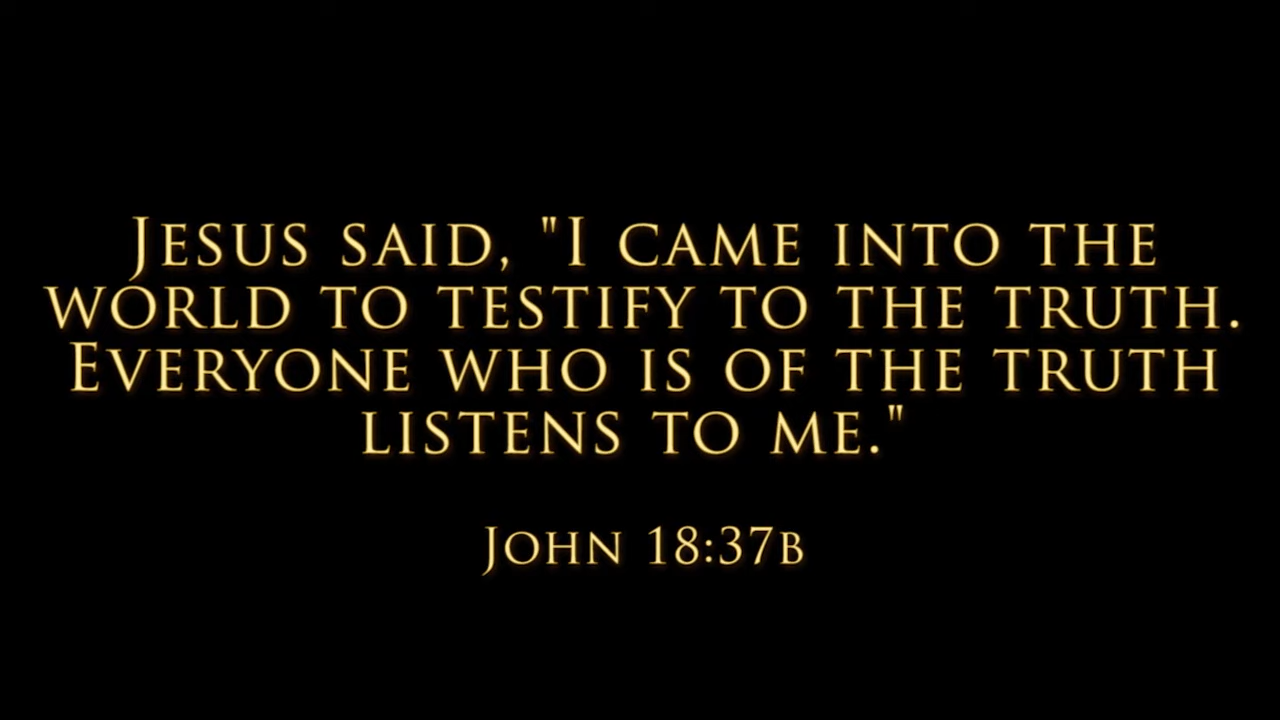 Jesus said, "I came into the
world to testify to the truth.
Everyone who is of the truth
listens to me."
John 18:37b